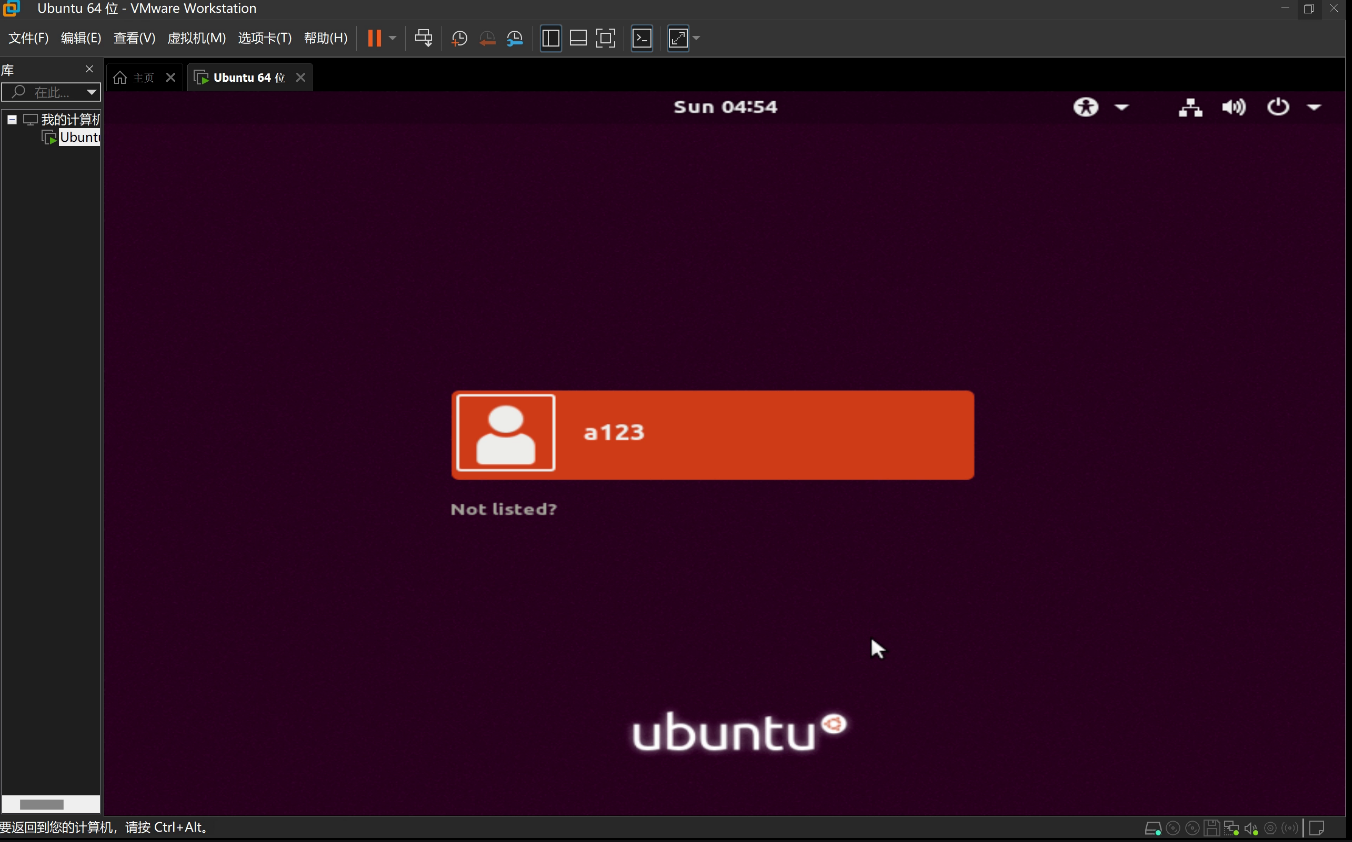 Ubuntu 64 位 - VMware Workstation
文件(F) 编辑(E) 查看(V) 虚拟机(M) 选项卡(T) 帮助(H)
库
主页
Ubuntu 64 位
在此...
我的计算机
Ubuntu
Sun 04:54
a123
Not listed?
ubuntu
要返回到您的计算机，请按 Ctrl+Alt。